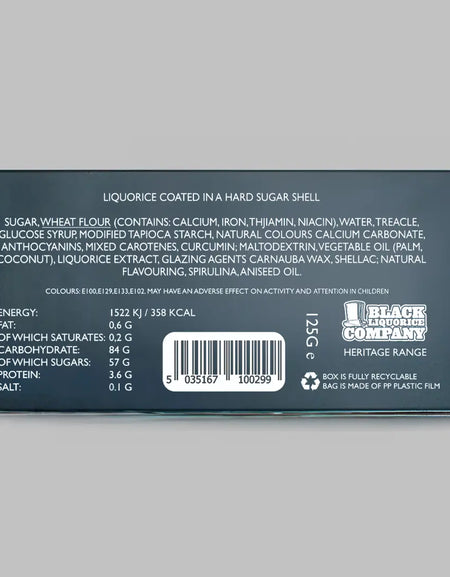 LIQUORICE COATED IN A HARD SUGAR SHELL
SUGAR, WHEAT FLOUR (CONTAINS: CALCIUM, IRON, THJIAMIN, NIACIN), WATER, TREACLE,
GLUCOSE SYRUP, MODIFIED TAPIOCA STARCH, NATURAL COLOURS CALCIUM CARBONATE,
ANTHOCYANINS, MIXED CAROTENES, CURCUMIN; MALTODEXTRIN, VEGETABLE OIL (PALM,
COCONUT), LIQUORICE EXTRACT, GLAZING AGENTS CARNAUBA WAX, SHELLAC; NATURAL
FLAVOURING, SPIRULINA, ANISEED OIL.
COLOURS: E100, E129, E133, E102. MAY HAVE AN ADVERSE EFFECT ON ACTIVITY AND ATTENTION IN CHILDREN
ENERGY: 1522 KJ / 358 KCAL
FAT: 0,6 G
OF WHICH SATURATES: 0,2 G
CARBOHYDRATE: 84 G
OF WHICH SUGARS: 57 G
PROTEIN: 3.6 G
SALT: 0.1 G
5 035167 100299
125G e
BLACK
LIQUORICE
COMPANY
HERITAGE RANGE
BOX IS FULLY RECYCLABLE
BAG IS MADE OF PP PLASTIC FILM